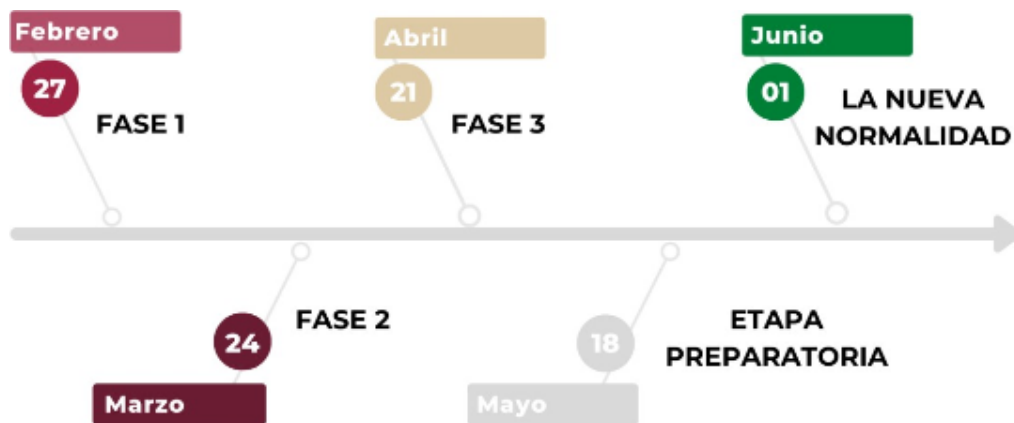 Febrero
27
FASE 1
Abril
21
FASE 3
Junio
01
LA NUEVA
NORMALIDAD
24
FASE 2
Marzo
18
ETAPA
PREPARATORIA
Mayo